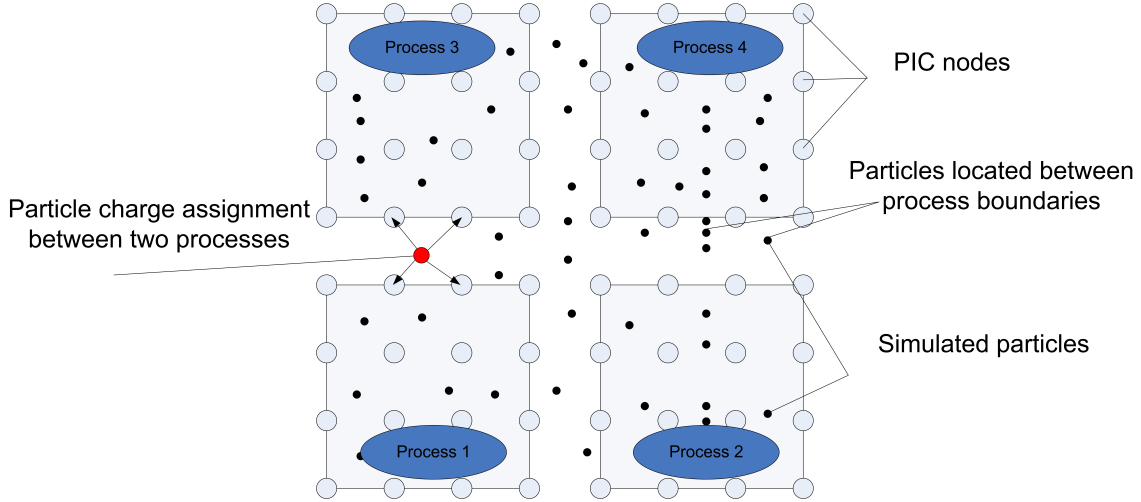 Process 3
Process 4
PIC nodes
Particles located between
process boundaries
Particle charge assignment
between two processes
Simulated particles
Process 1
Process 2